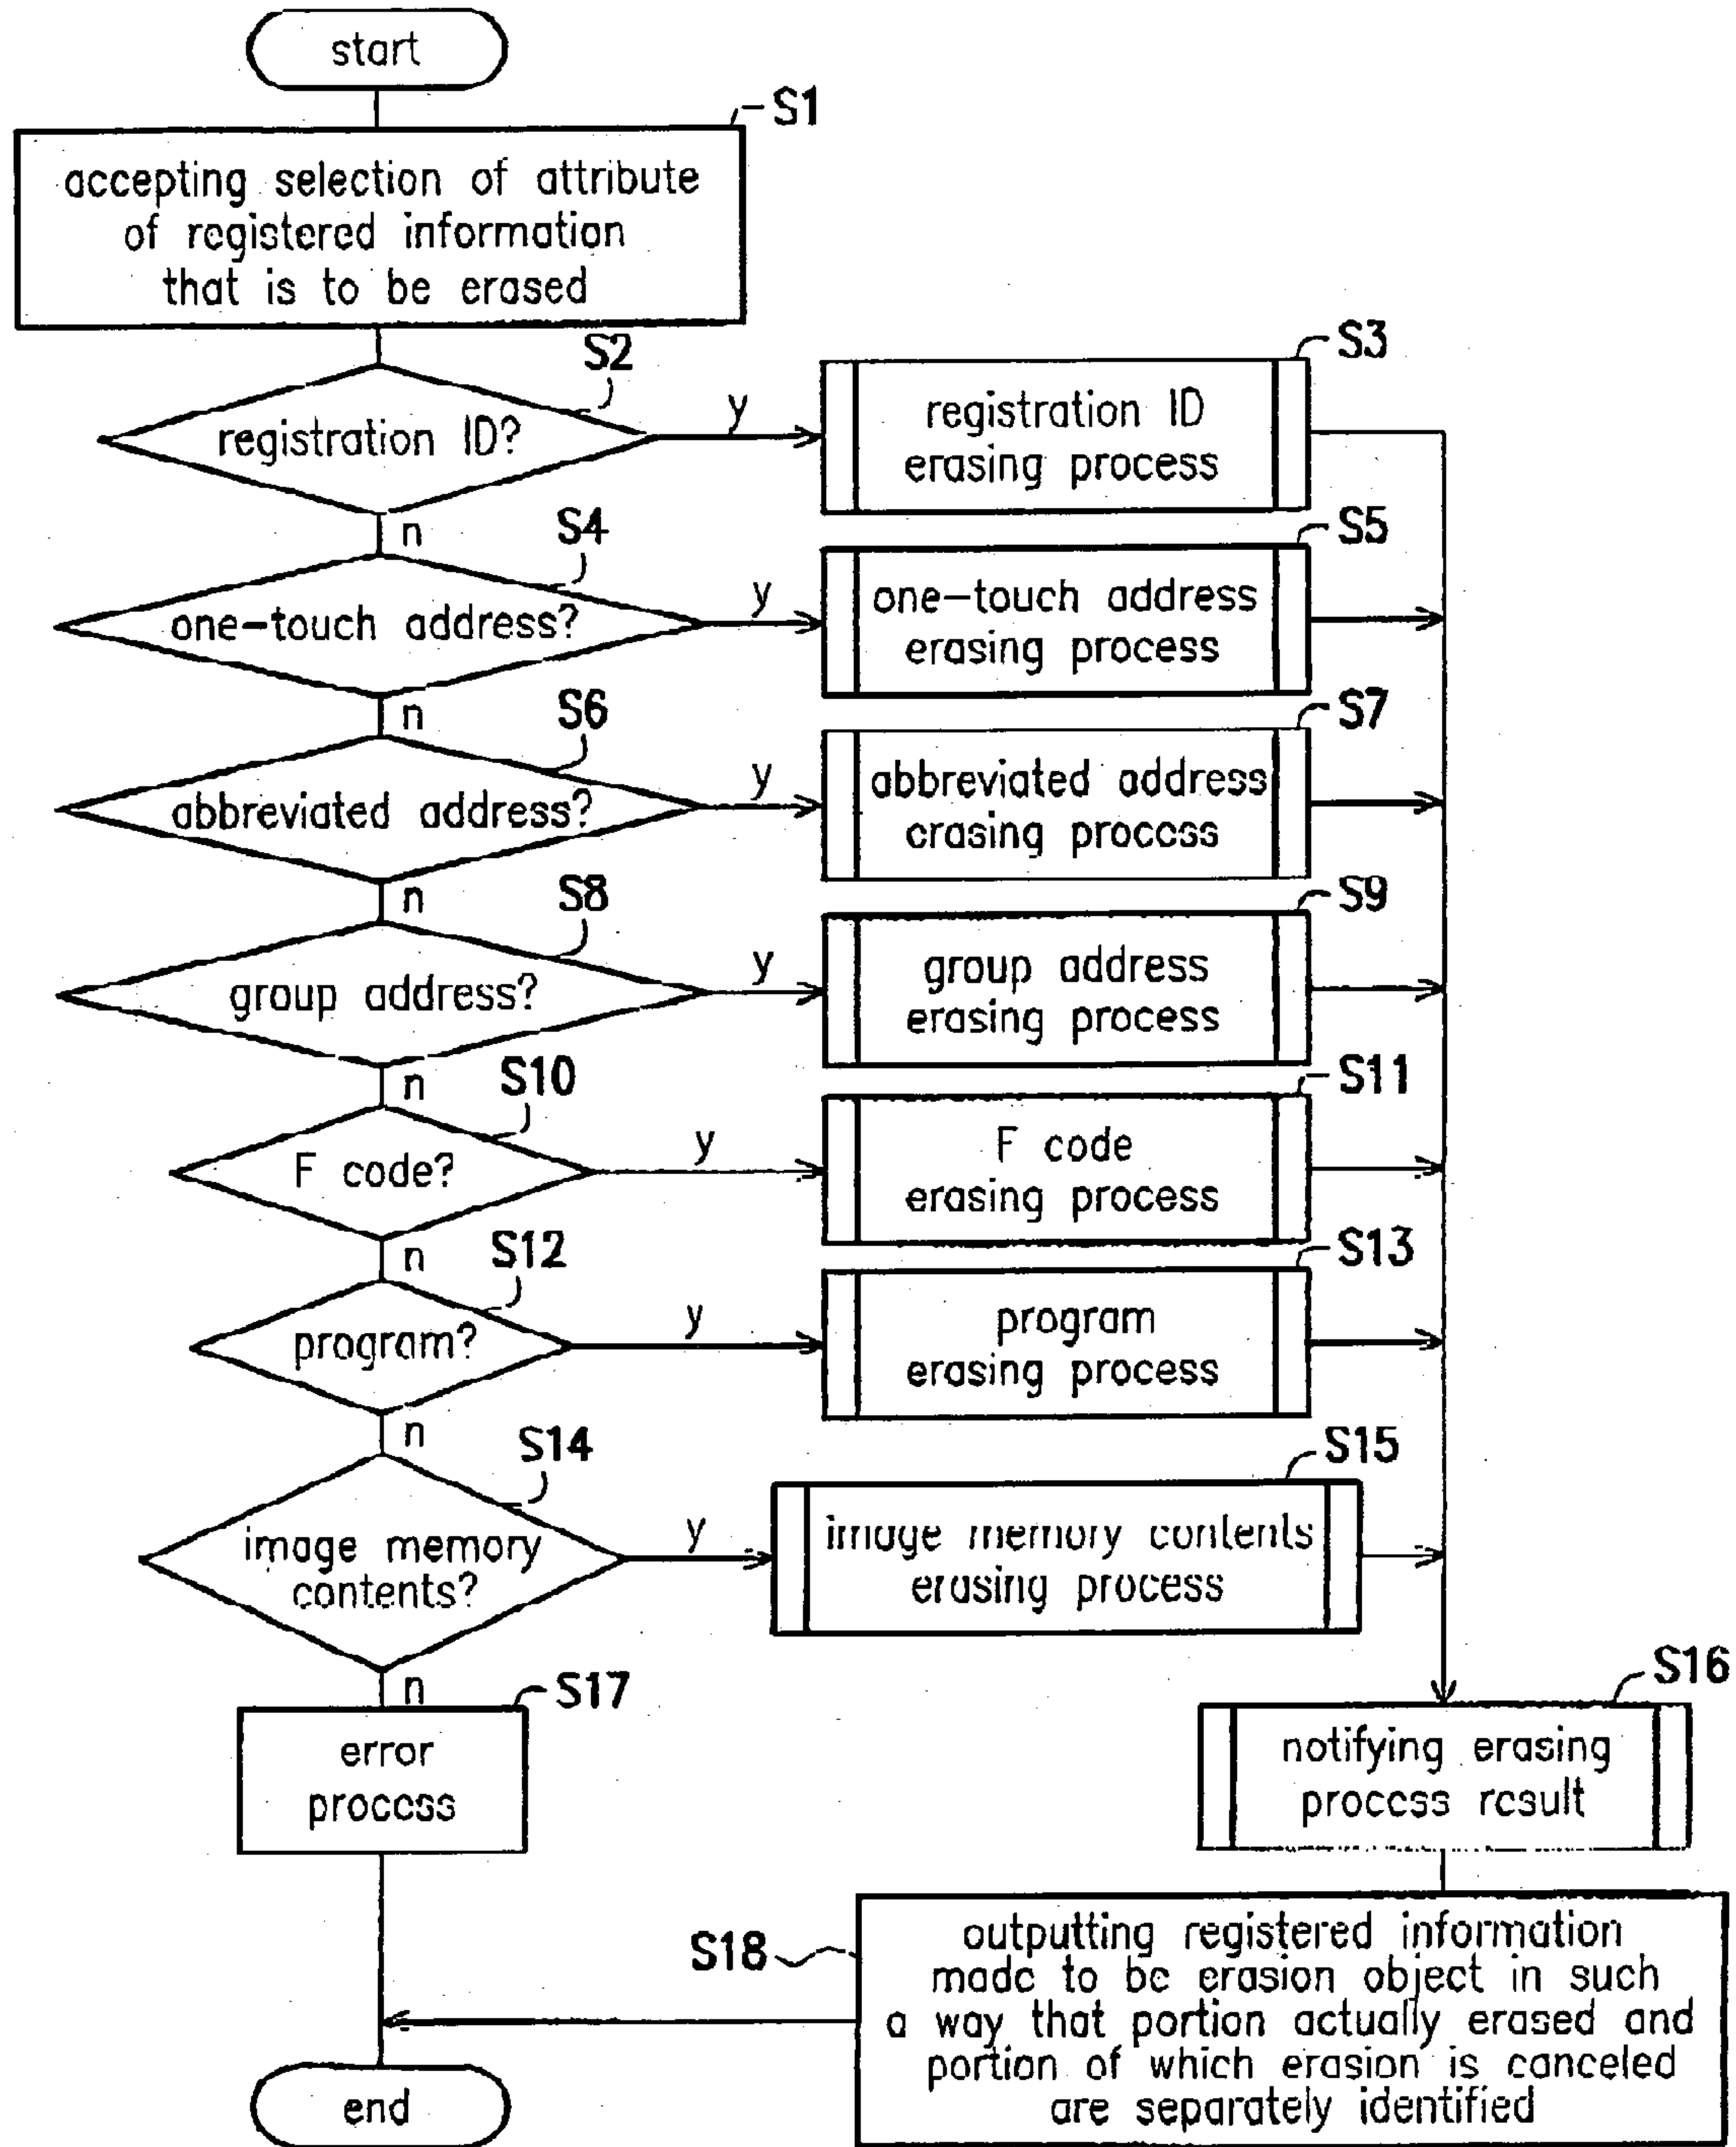 start
S1
accepting selection of attribute
of registered information
that is to be erased
S2
registration ID?
y
S3
registration ID
erasing process
n
S4
one-touch address?
y
S5
one-touch address
erasing process
n
S6
abbreviated address?
y
S7
abbreviated address
erasing process
n
S8
group address?
y
S9
group address
erasing process
n
S10
F code?
y
S11
F code
erasing process
n
S12
program?
y
S13
program
erasing process
n
S14
image memory
contents?
y
S15
image memory contents
erasing process
n
S17
error
process
S16
notifying erasing
process result
S18
outputting registered information
made to be erasion object in such
a way that portion actually erased and
portion of which erasion is canceled
are separately identified
end